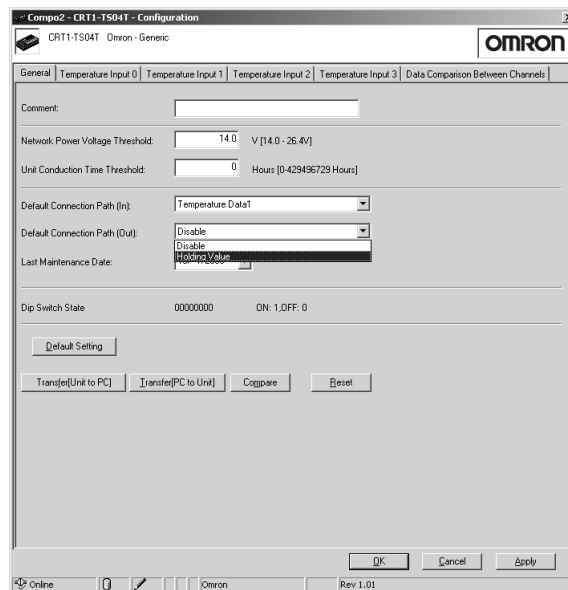 Compo2 - CRT1-TS04T - Configuration
CRT1-TS04T Omron - Generic
OMRON
General Temperature Input 0 Temperature Input 1 Temperature Input 2 Temperature Input 3 Data Comparison Between Channels
Comment:
Network Power Voltage Threshold: 14.0 V [14.0 - 26.4V]
Unit Conduction Time Threshold: 0 Hours [0-429496729 Hours]
Default Connection Path (In): Temperature Data1
Default Connection Path (Out): Disable
Disable
Holding Value
Last Maintenance Date:
Dip Switch State 00000000 ON: 1,OFF: 0
Default Setting
Transfer[Unit to PC] Transfer[PC to Unit] Compare Reset
OK Cancel Apply
Online Omron Rev 1.01